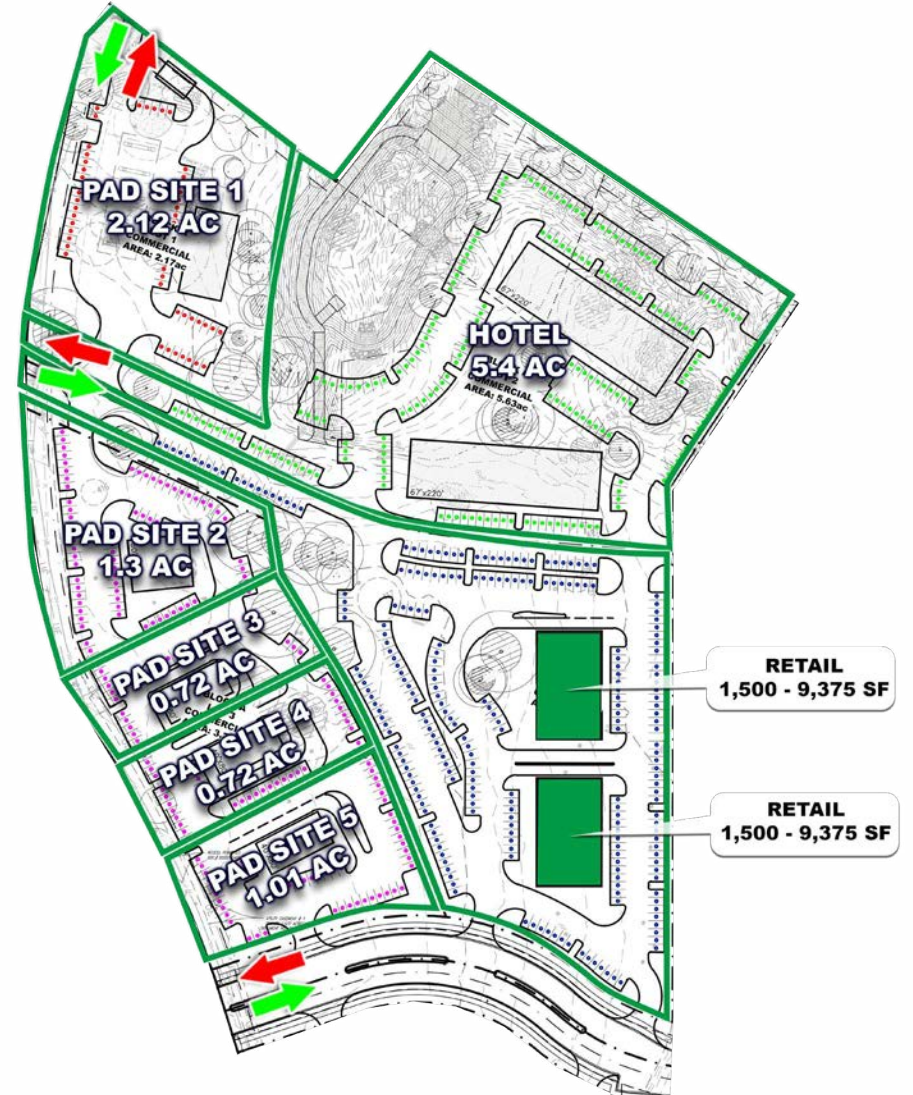 PAD SITE 1
2.12 AC
COMMERCIAL
AREA: 2.17ac
HOTEL
5.4 AC
COMMERCIAL
AREA: 5.63ac
67'x220'
67'x220'
PAD SITE 2
1.3 AC
PAD SITE 3
0.72 AC
PAD SITE 4
0.72 AC
PAD SITE 5
1.01 AC
RETAIL
1,500 - 9,375 SF
RETAIL
1,500 - 9,375 SF